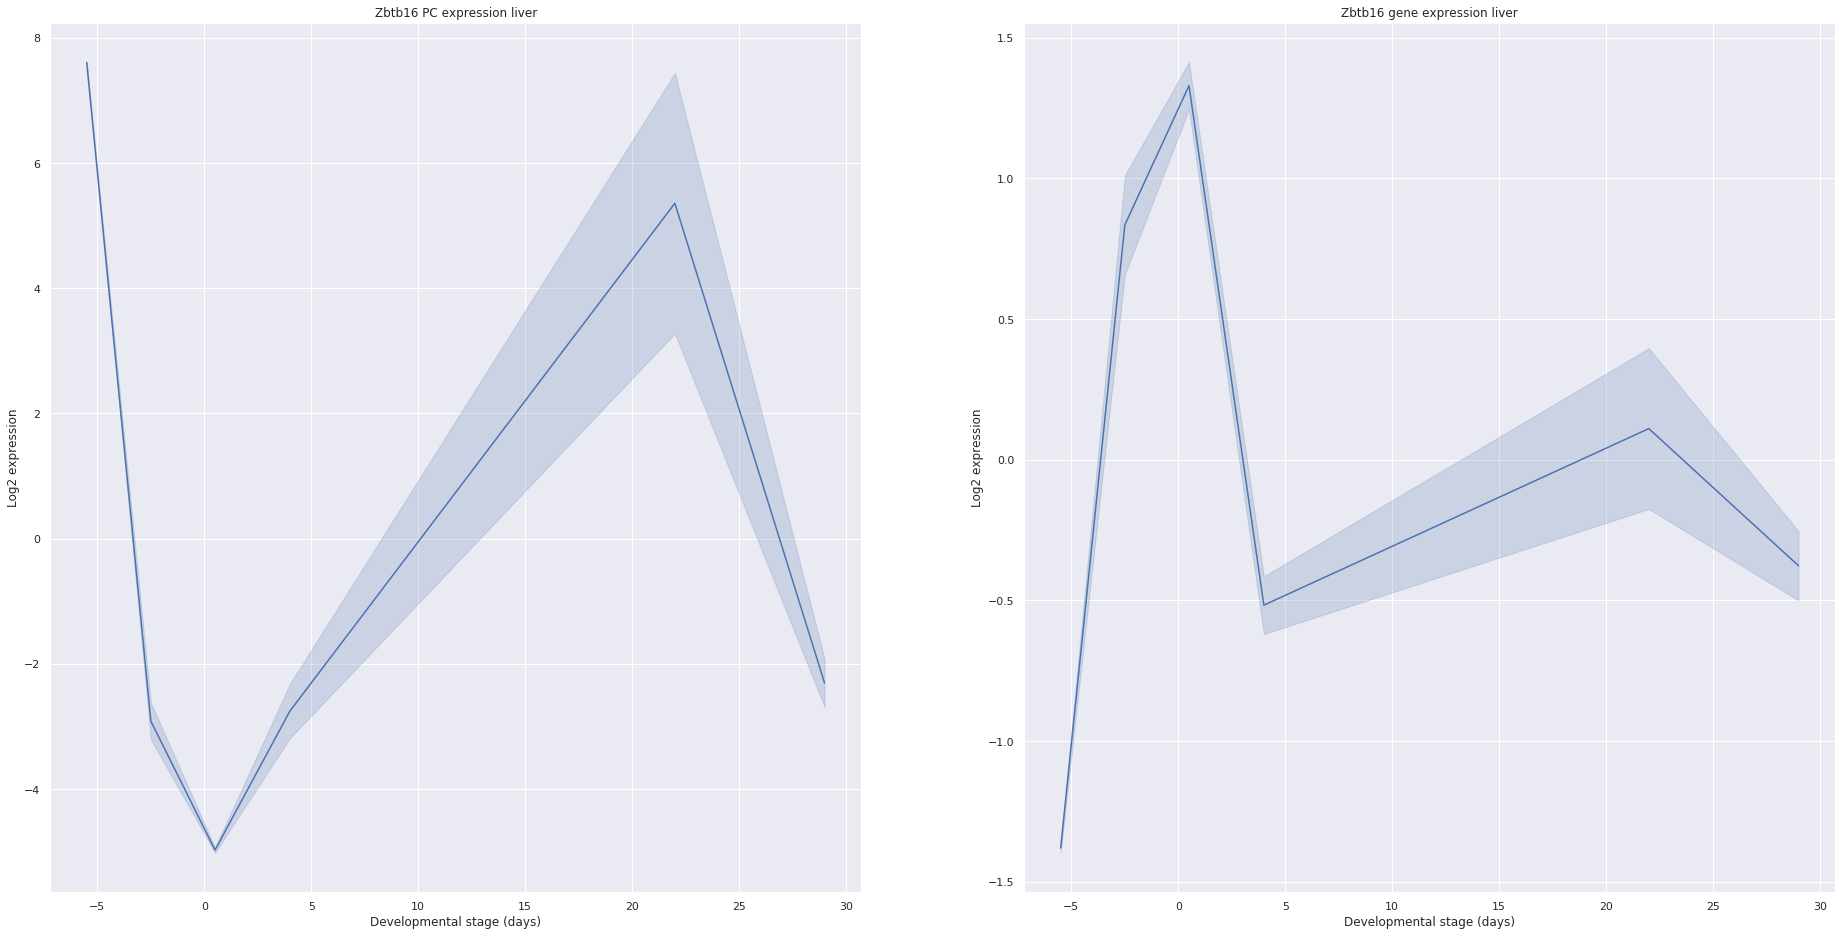 Zbtb16 PC expression liver
8
6
4
2
0
−2
−4
Log2 expression
−5 0 5 10 15 20 25 30
Developmental stage (days)
Zbtb16 gene expression liver
1.5
1.0
0.5
0.0
−0.5
−1.0
−1.5
Log2 expression
−5 0 5 10 15 20 25 30
Developmental stage (days)